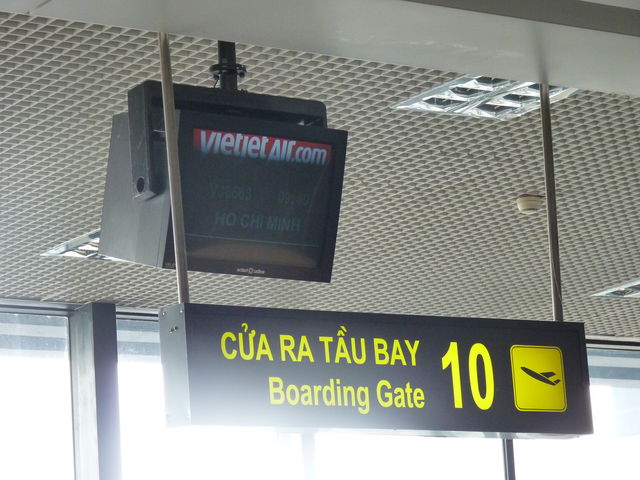 vietjetAir.com
HO CHI MINH
CỬA RA TẦU BAY
Boarding Gate
10